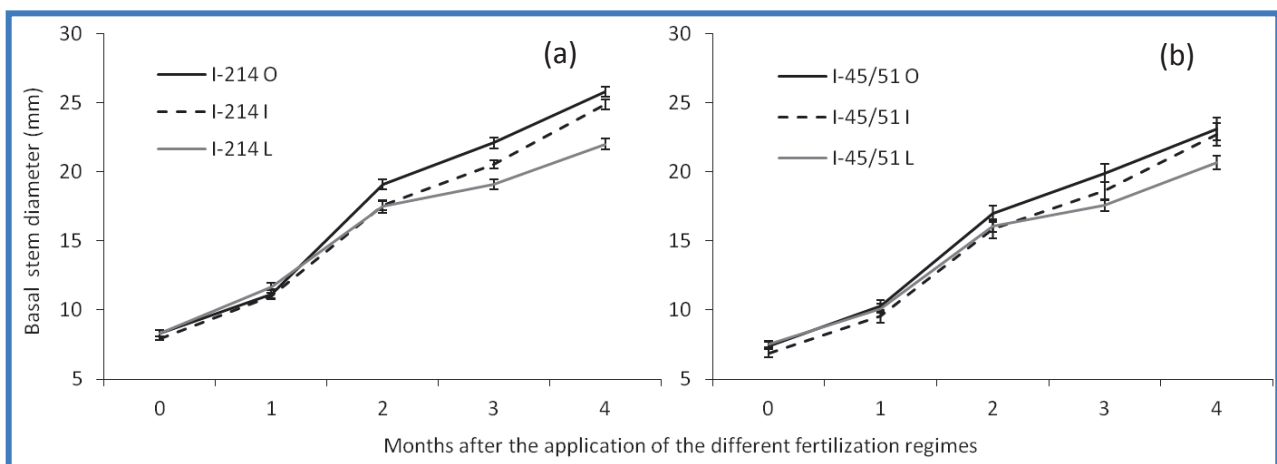 30
25
20
15
10
5
Basal stem diameter (mm)
(a)
I-214 O
I-214 I
I-214 L
0 1 2 3 4
30
25
20
15
10
5
(b)
I-45/51 O
I-45/51 I
I-45/51 L
0 1 2 3 4
Months after the application of the different fertilization regimes